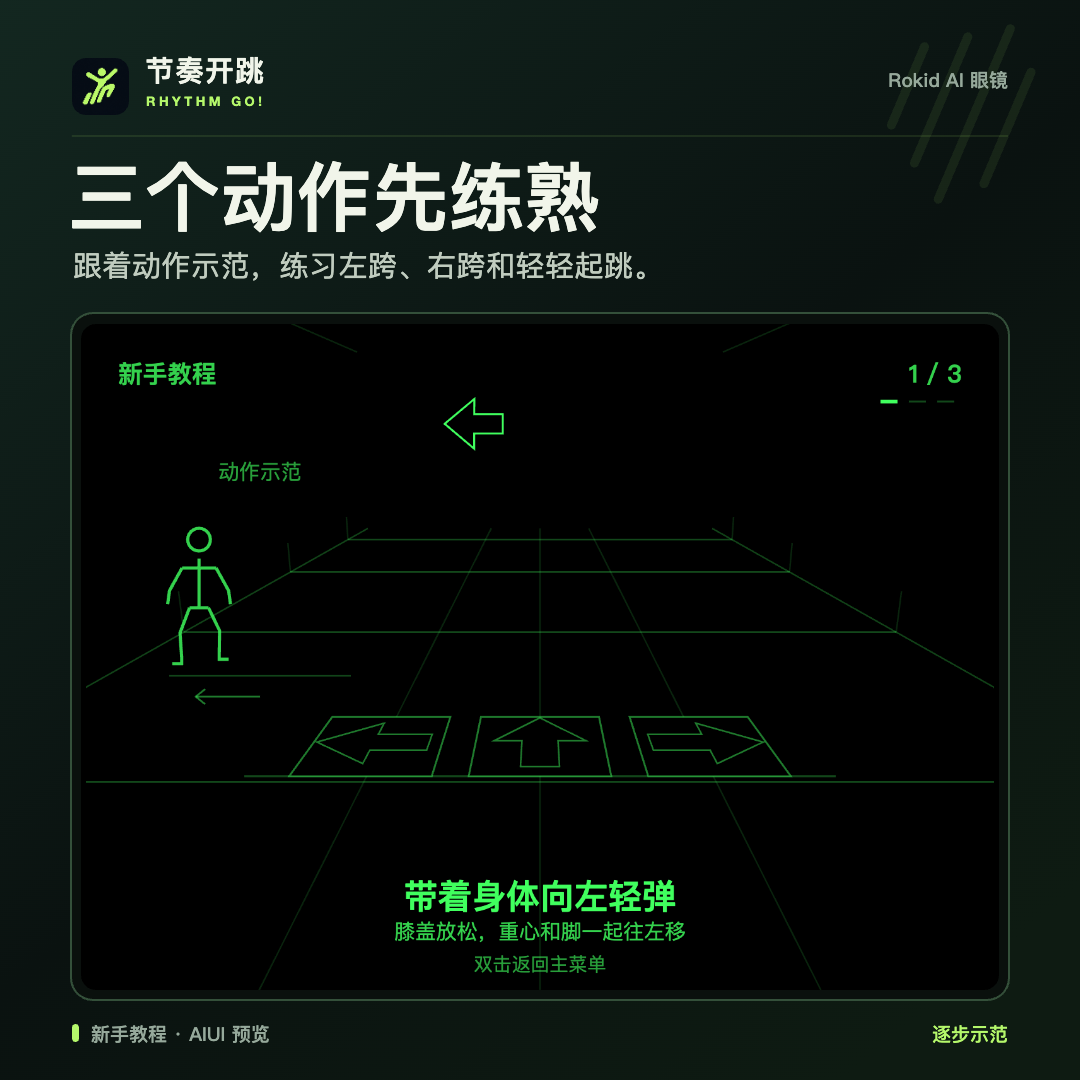 节奏开跳
RHYTHM GO!
Rokid AI 眼镜
三个动作先练熟
跟着动作示范，练习左跨、右跨和轻轻起跳。
新手教程
1 / 3
动作示范
带着身体向左轻弹
膝盖放松，重心和脚一起往左移
双击返回主菜单
新手教程 · AIUI 预览
逐步示范